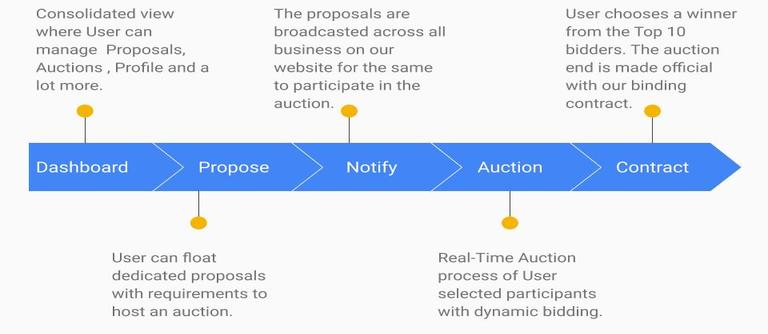 Consolidated view
where User can
manage  Proposals,
Auctions , Profile and a
lot more.
The proposals are
broadcasted across all
business on our
website for the same
to participate in the
auction.
User chooses a winner
from the Top 10
bidders. The auction
end is made official
with our binding
contract.
Dashboard
Propose
Notify
Auction
Contract
User can float
dedicated proposals
with requirements to
host an auction.
Real-Time Auction
process of User
selected participants
with dynamic bidding.